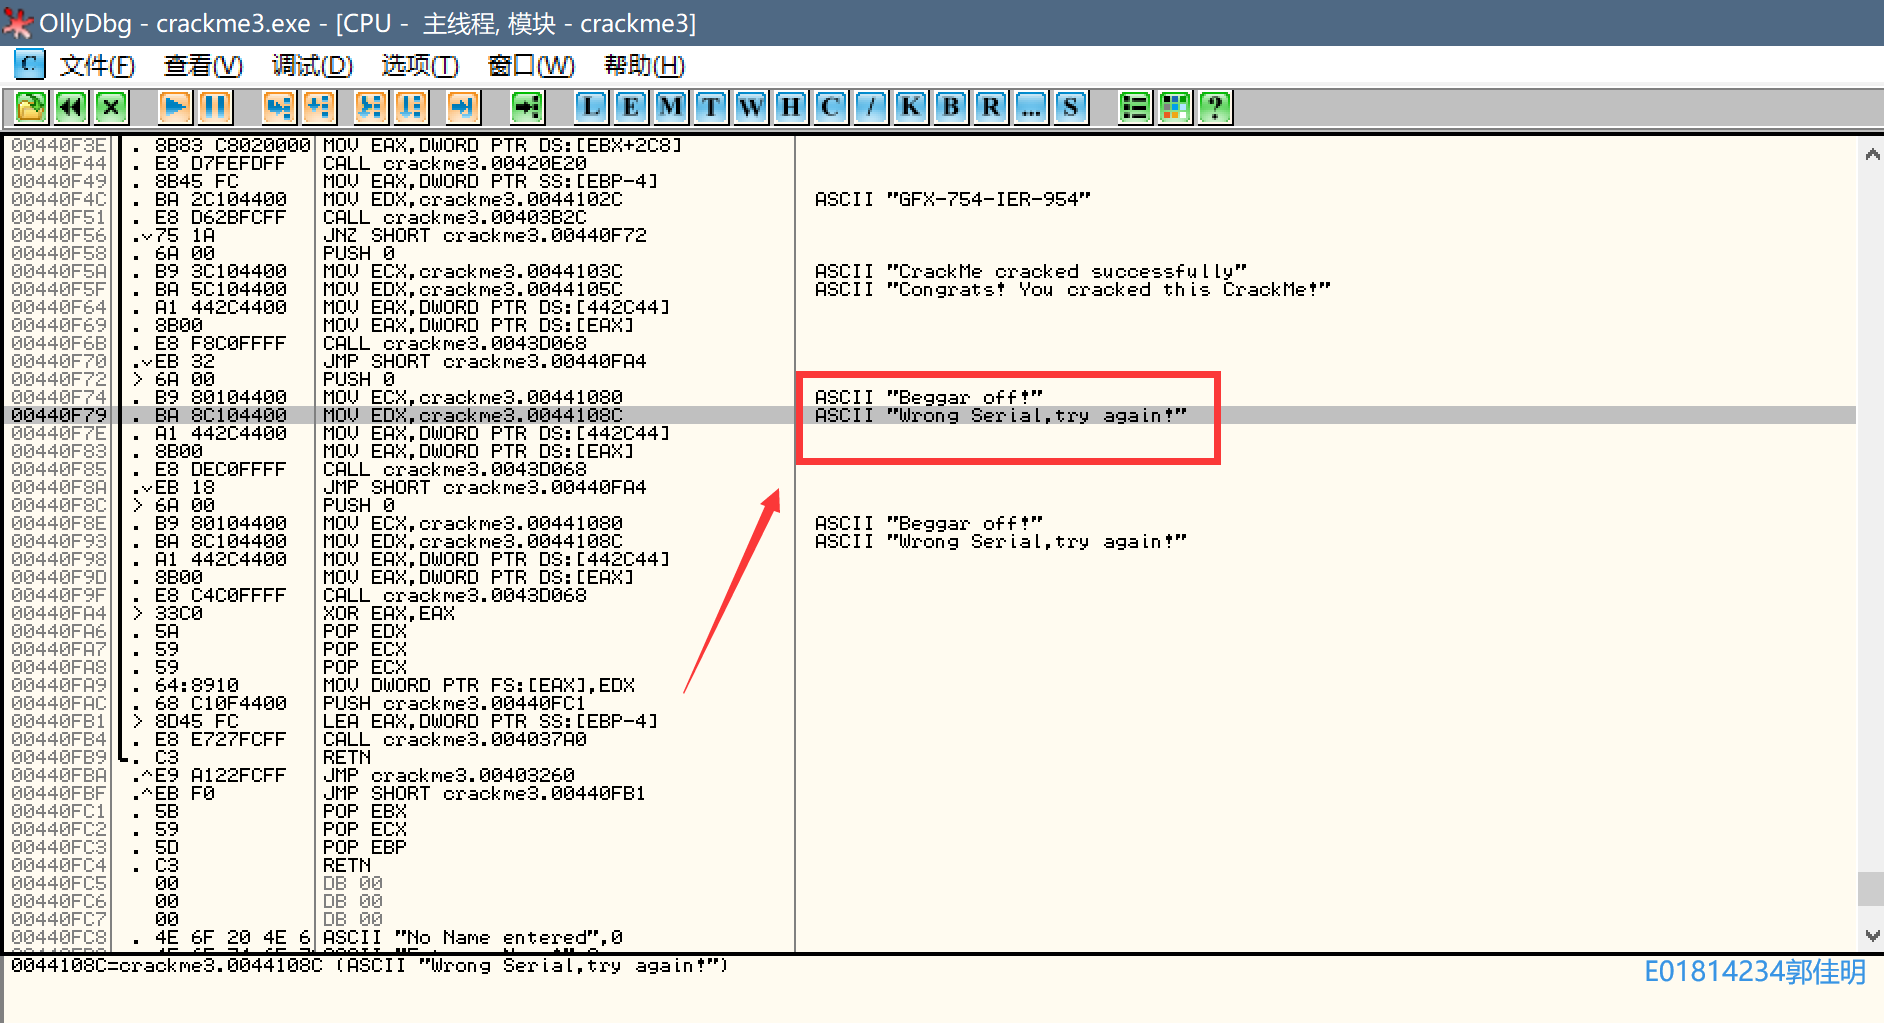 OllyDbg - crackme3.exe - [CPU - 主线程, 模块 - crackme3]
C 文件(F) 查看(V) 调试(D) 选项(T) 窗口(W) 帮助(H)
L E M T W H C / K B R ... S ?
00440F3E . 8B83 C8020000 MOV EAX,DWORD PTR DS:[EBX+2C8]
00440F44 . E8 D7FEFDFF CALL crackme3.00420E20
00440F49 . 8B45 FC MOV EAX,DWORD PTR SS:[EBP-4]
00440F4C . BA 2C104400 MOV EDX,crackme3.0044102C ASCII "GFX-754-IER-954"
00440F51 . E8 D62BFCFF CALL crackme3.00403B2C
00440F56 .v75 1A JNZ SHORT crackme3.00440F72
00440F58 . 6A 00 PUSH 0
00440F5A . B9 3C104400 MOV ECX,crackme3.0044103C ASCII "CrackMe cracked successfully"
00440F5F . BA 5C104400 MOV EDX,crackme3.0044105C ASCII "Congrats! You cracked this CrackMe!"
00440F64 . A1 442C4400 MOV EAX,DWORD PTR DS:[442C44]
00440F69 . 8B00 MOV EAX,DWORD PTR DS:[EAX]
00440F6B . E8 F8C0FFFF CALL crackme3.0043D068
00440F70 .vEB 32 JMP SHORT crackme3.00440FA4
00440F72 > 6A 00 PUSH 0
00440F74 . B9 80104400 MOV ECX,crackme3.00441080 ASCII "Beggar off!"
00440F79 . BA 8C104400 MOV EDX,crackme3.0044108C ASCII "Wrong Serial,try again!"
00440F7E . A1 442C4400 MOV EAX,DWORD PTR DS:[442C44]
00440F83 . 8B00 MOV EAX,DWORD PTR DS:[EAX]
00440F85 . E8 DEC0FFFF CALL crackme3.0043D068
00440F8A .vEB 18 JMP SHORT crackme3.00440FA4
00440F8C > 6A 00 PUSH 0
00440F8E . B9 80104400 MOV ECX,crackme3.00441080 ASCII "Beggar off!"
00440F93 . BA 8C104400 MOV EDX,crackme3.0044108C ASCII "Wrong Serial,try again!"
00440F98 . A1 442C4400 MOV EAX,DWORD PTR DS:[442C44]
00440F9D . 8B00 MOV EAX,DWORD PTR DS:[EAX]
00440F9F . E8 C4C0FFFF CALL crackme3.0043D068
00440FA4 > 33C0 XOR EAX,EAX
00440FA6 . 5A POP EDX
00440FA7 . 59 POP ECX
00440FA8 . 59 POP ECX
00440FA9 . 64:8910 MOV DWORD PTR FS:[EAX],EDX
00440FAC . 68 C10F4400 PUSH crackme3.00440FC1
00440FB1 > 8D45 FC LEA EAX,DWORD PTR SS:[EBP-4]
00440FB4 . E8 E727FCFF CALL crackme3.004037A0
00440FB9 . C3 RETN
00440FBA .^E9 A122FCFF JMP crackme3.00403260
00440FBF .^EB F0 JMP SHORT crackme3.00440FB1
00440FC1 . 5B POP EBX
00440FC2 . 59 POP ECX
00440FC3 . 5D POP EBP
00440FC4 . C3 RETN
00440FC5 00 DB 00
00440FC6 00 DB 00
00440FC7 00 DB 00
00440FC8 . 4E 6F 20 4E 6 ASCII "No Name entered",0
0044108C=crackme3.0044108C (ASCII "Wrong Serial,try again!")
E01814234郭佳明